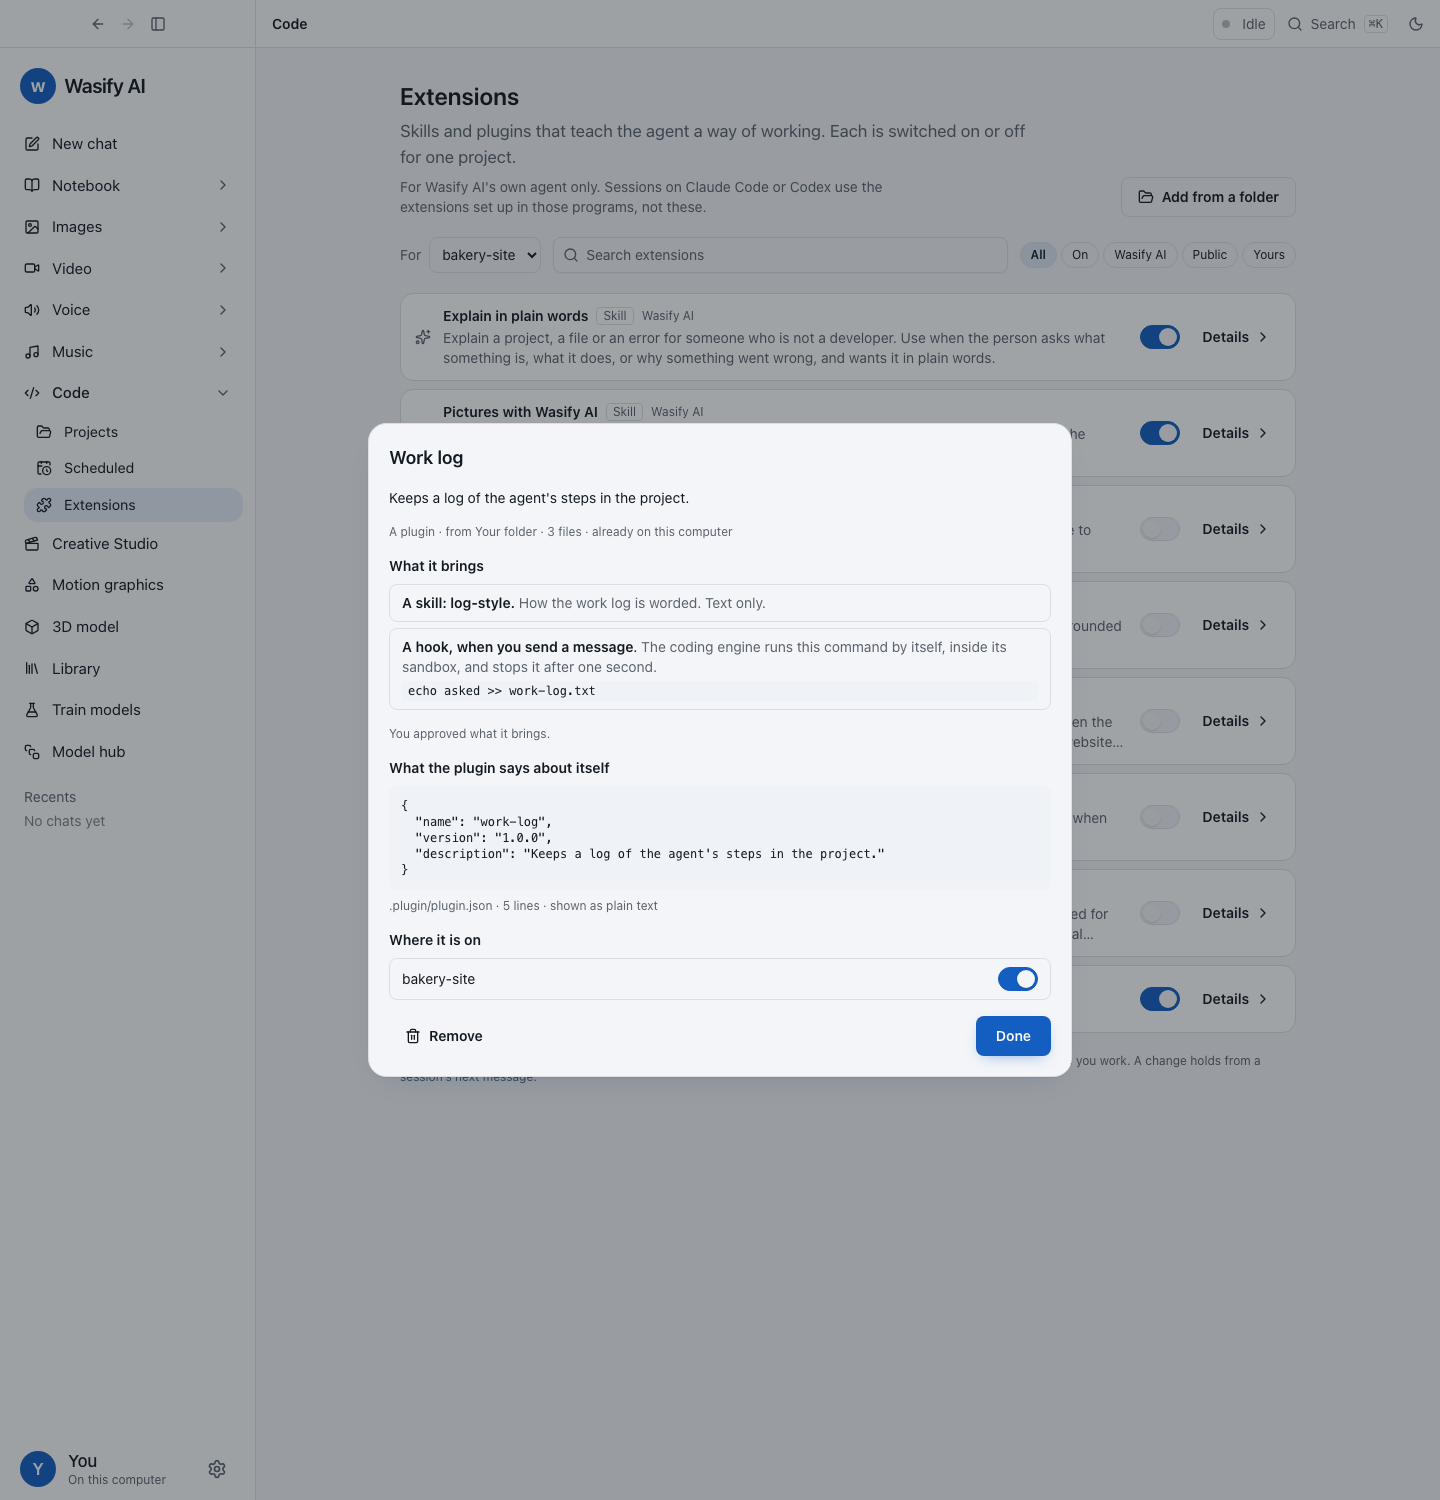 Code
Idle
Search ⌘K
W Wasify AI
New chat
Notebook
Images
Video
Voice
Music
Code
Projects
Scheduled
Extensions
Creative Studio
Motion graphics
3D model
Library
Train models
Model hub
Recents
No chats yet
Y You
On this computer
Extensions
Skills and plugins that teach the agent a way of working. Each is switched on or off
for one project.
For Wasify AI's own agent only. Sessions on Claude Code or Codex use the
extensions set up in those programs, not these.
Add from a folder
For bakery-site
Search extensions
All On Wasify AI Public Yours
Explain in plain words Skill Wasify AI
Explain a project, a file or an error for someone who is not a developer. Use when the person asks what
something is, what it does, or why something went wrong, and wants it in plain words.
Details
Pictures with Wasify AI Skill Wasify AI
Details
to
Details
rounded
Details
the
Details
when
Details
for
Details
Details
you work. A change holds from a
session's next message.
Work log
Keeps a log of the agent's steps in the project.
A plugin · from Your folder · 3 files · already on this computer
What it brings
A skill: log-style. How the work log is worded. Text only.
A hook, when you send a message. The coding engine runs this command by itself, inside its
sandbox, and stops it after one second.
echo asked >> work-log.txt
You approved what it brings.
What the plugin says about itself
{
"name": "work-log",
"version": "1.0.0",
"description": "Keeps a log of the agent's steps in the project."
}
.plugin/plugin.json · 5 lines · shown as plain text
Where it is on
bakery-site
Remove
Done